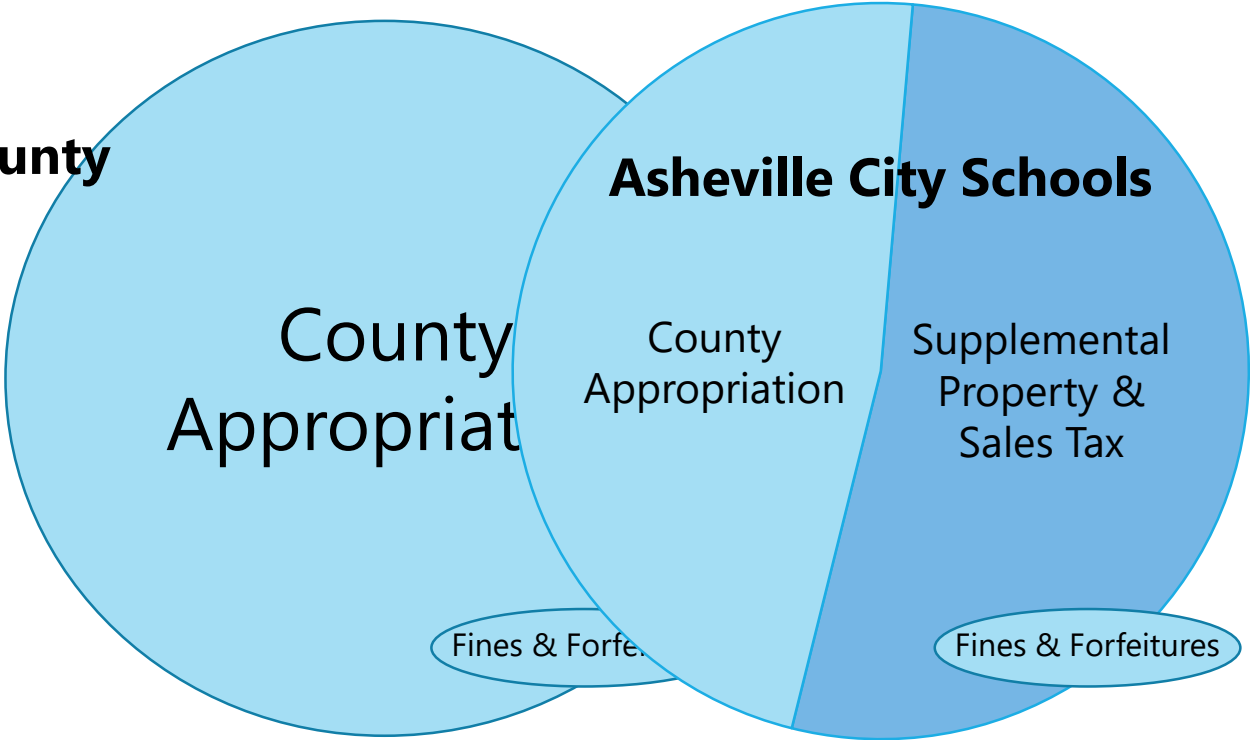 unty
County
Appropriat
Fines & Forfe
Asheville City Schools
County
Appropriation
Supplemental
Property &
Sales Tax
Fines & Forfeitures